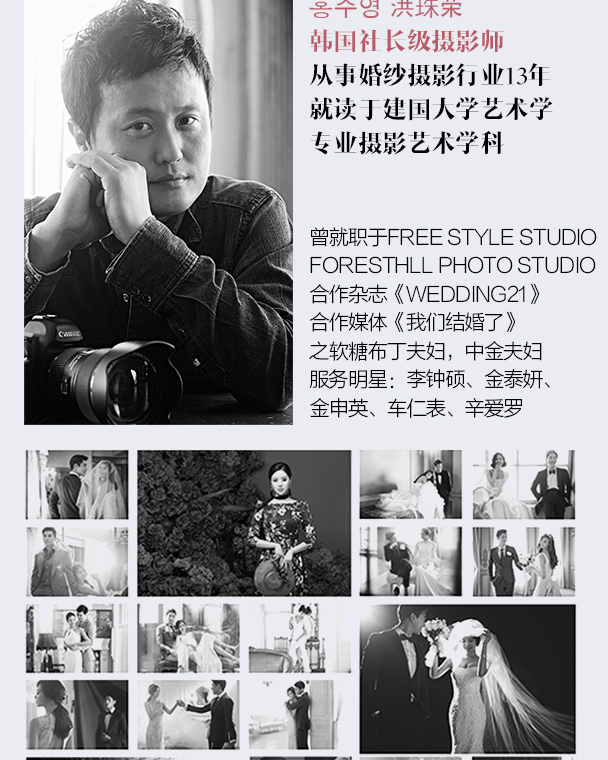 홍수영 洪珠荣
韩国社长级摄影师
从事婚纱摄影行业13年
就读于建国大学艺术学
专业摄影艺术学科
曾就职于FREE STYLE STUDIO
FORESTHLL PHOTO STUDIO
合作杂志《WEDDING21》
合作媒体《我们结婚了》
之软糖布丁夫妇，中金夫妇
服务明星：李钟硕、金泰妍、
金申英、车仁表、辛爱罗
Canon